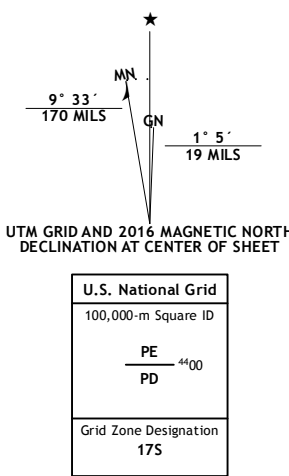 ★
MN
9° 33´
170 MILS
GN
1° 5´
19 MILS
UTM GRID AND 2016 MAGNETIC NORTH
DECLINATION AT CENTER OF SHEET
U.S. National Grid
100,000-m Square ID
PE
4400
PD
Grid Zone Designation
17S